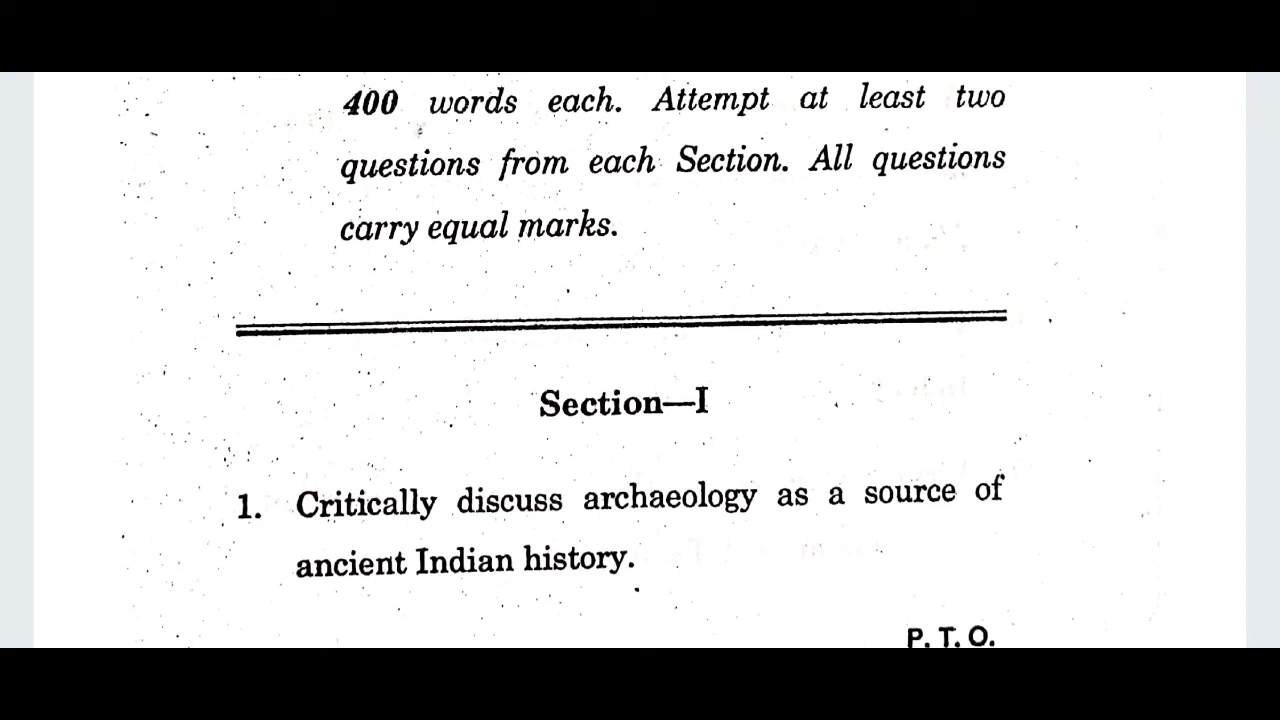 400 words each. Attempt at least two
questions from each Section. All questions
carry equal marks.
Section—I
1. Critically discuss archaeology as a source of
ancient Indian history.
P. T. O.